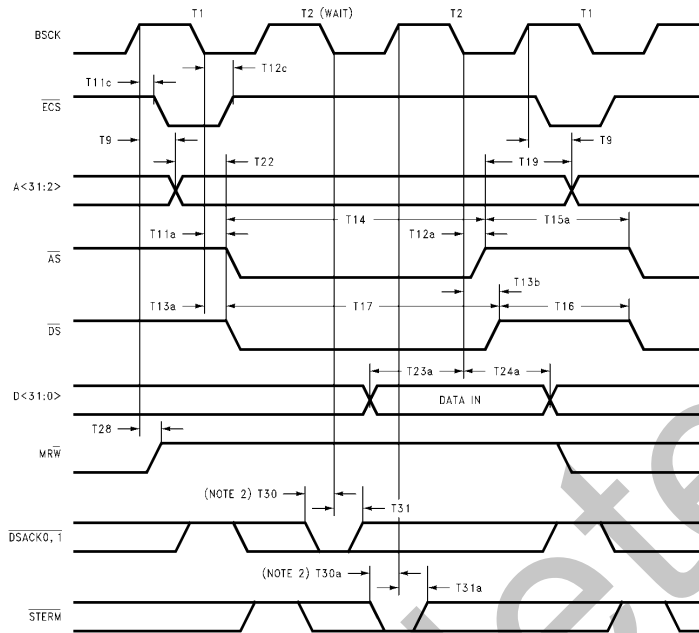 T1 T2 (WAIT) T2 T1
BSCK
T12c
T11c
ECS
T9 T9
T22 T19
A<31:2>
T14 T15a
T11a T12a
AS
T13b
T13a T17 T16
DS
T23a T24a
D<31:0> DATA IN
T28
MRW
(NOTE 2) T30 T31
DSACK0, 1
(NOTE 2) T30a T31a
STERM